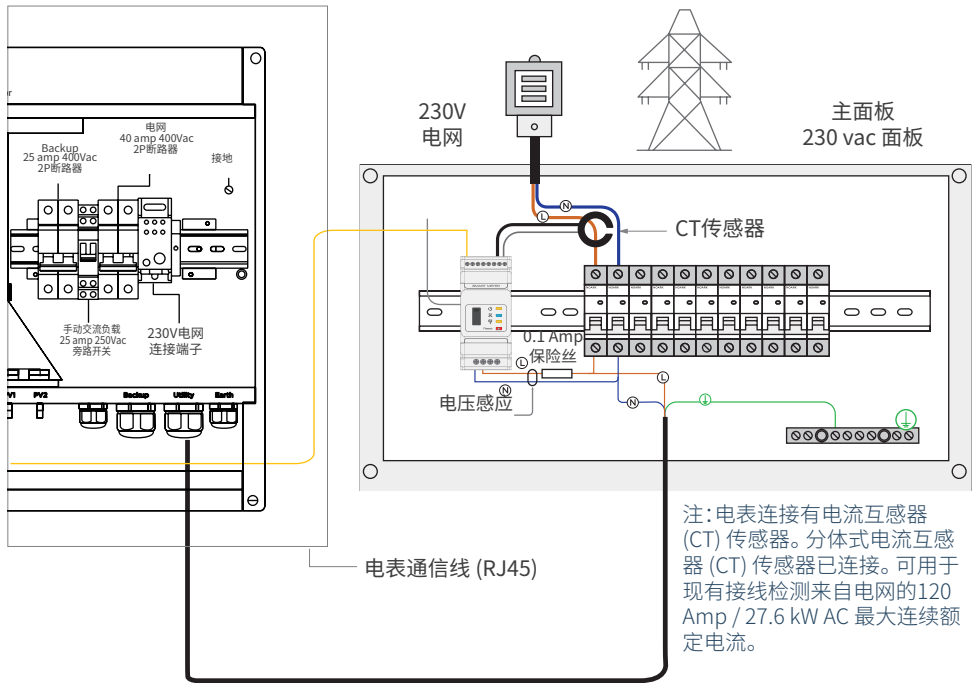 or
电网
40 amp 400Vac
2P断路器
Backup
25 amp 400Vac
2P断路器
接地
手动交流负载
25 amp 250Vac
旁路开关
230V电网
连接端子
PV1
PV2
Backup
Utility
Earth
230V
电网
主面板
230 vac 面板
N
L
CT传感器
0.1 Amp
保险丝
L
N
电压感应
L
N
电表通信线 (RJ45)
注：电表连接有电流互感器
(CT) 传感器。分体式电流互感
器 (CT) 传感器已连接。可用于
现有接线检测来自电网的120
Amp / 27.6 kW AC 最大连续额
定电流。